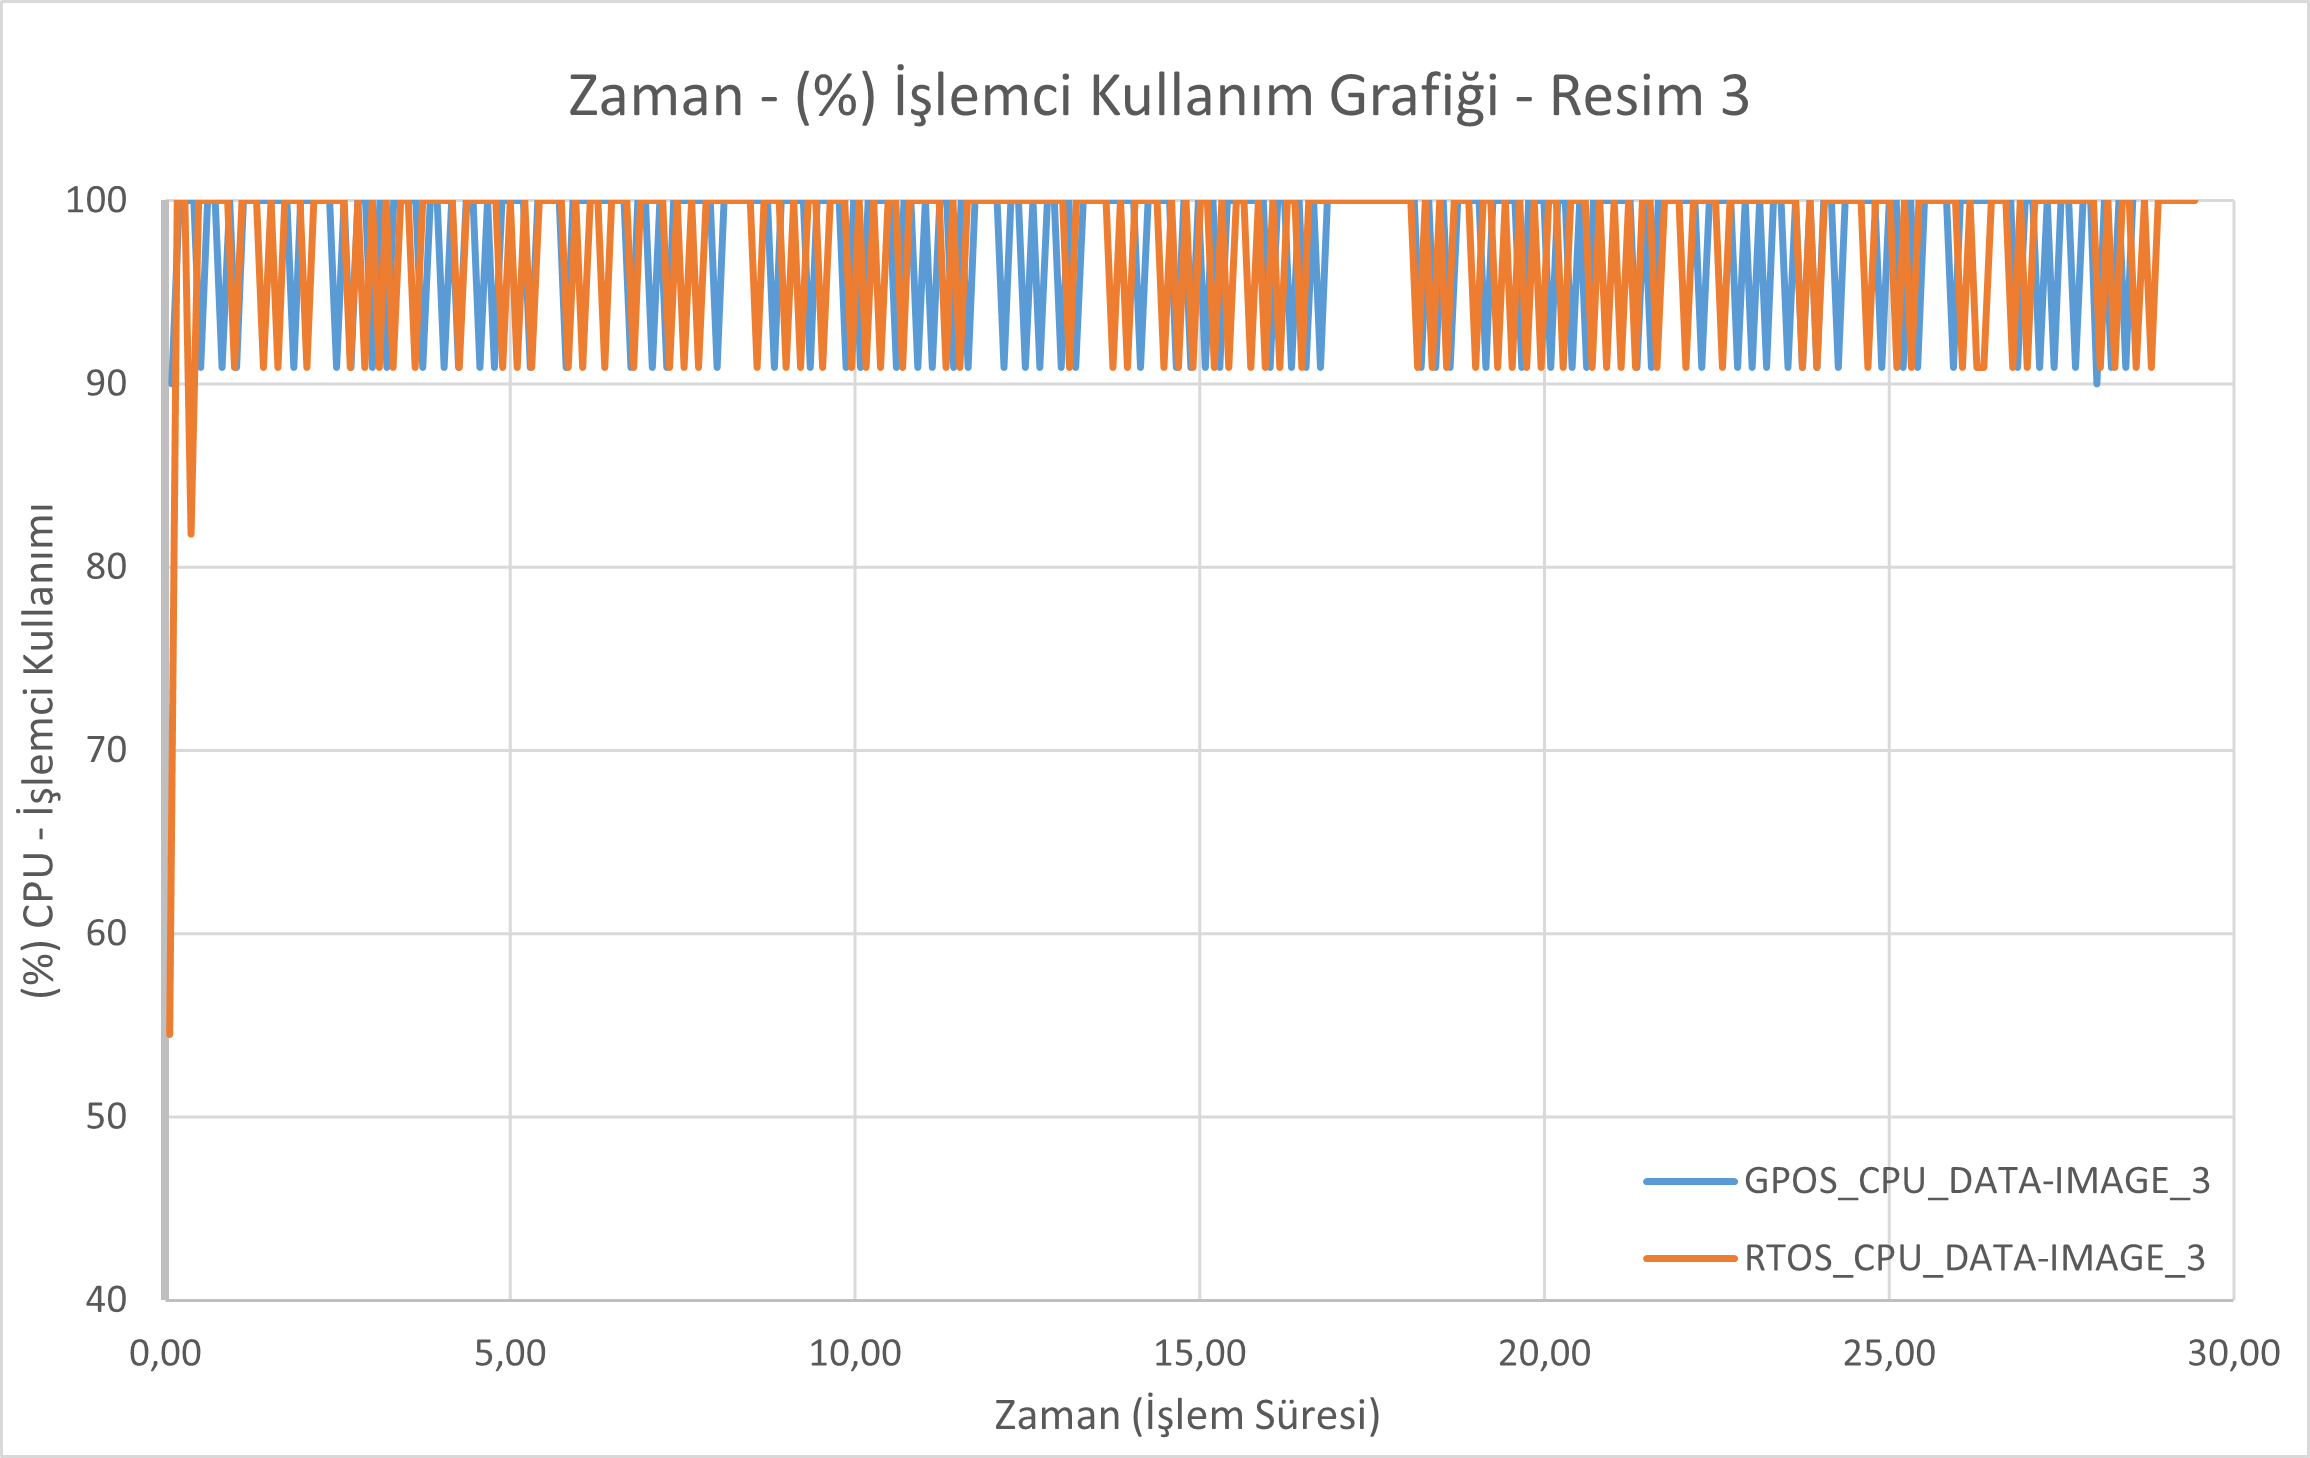 Zaman - (%) İşlemci Kullanım Grafiği - Resim 3
(%) CPU - İşlemci Kullanımı
100
90
80
70
60
50
40
GPOS_CPU_DATA-IMAGE_3
RTOS_CPU_DATA-IMAGE_3
0,00 5,00 10,00 15,00 20,00 25,00 30,00
Zaman (İşlem Süresi)